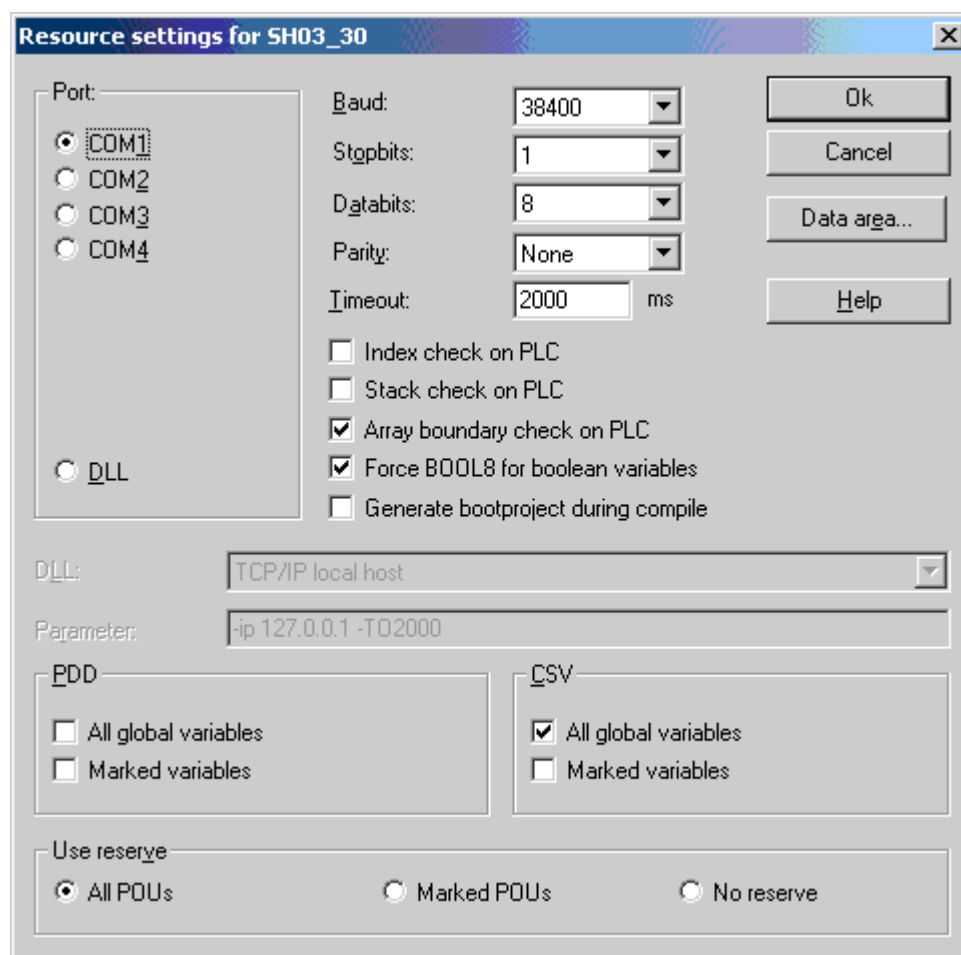 Resource settings for SH03_30
Port:
COM1
COM2
COM3
COM4
DLL
Baud: 38400
Stopbits: 1
Databits: 8
Parity: None
Timeout: 2000 ms
Index check on PLC
Stack check on PLC
Array boundary check on PLC
Force BOOL8 for boolean variables
Generate bootproject during compile
Ok
Cancel
Data area...
Help
DLL: TCP/IP local host
Parameter: -ip 127.0.0.1 -TO2000
PDD
All global variables
Marked variables
CSV
All global variables
Marked variables
Use reserve
All POUs Marked POUs No reserve